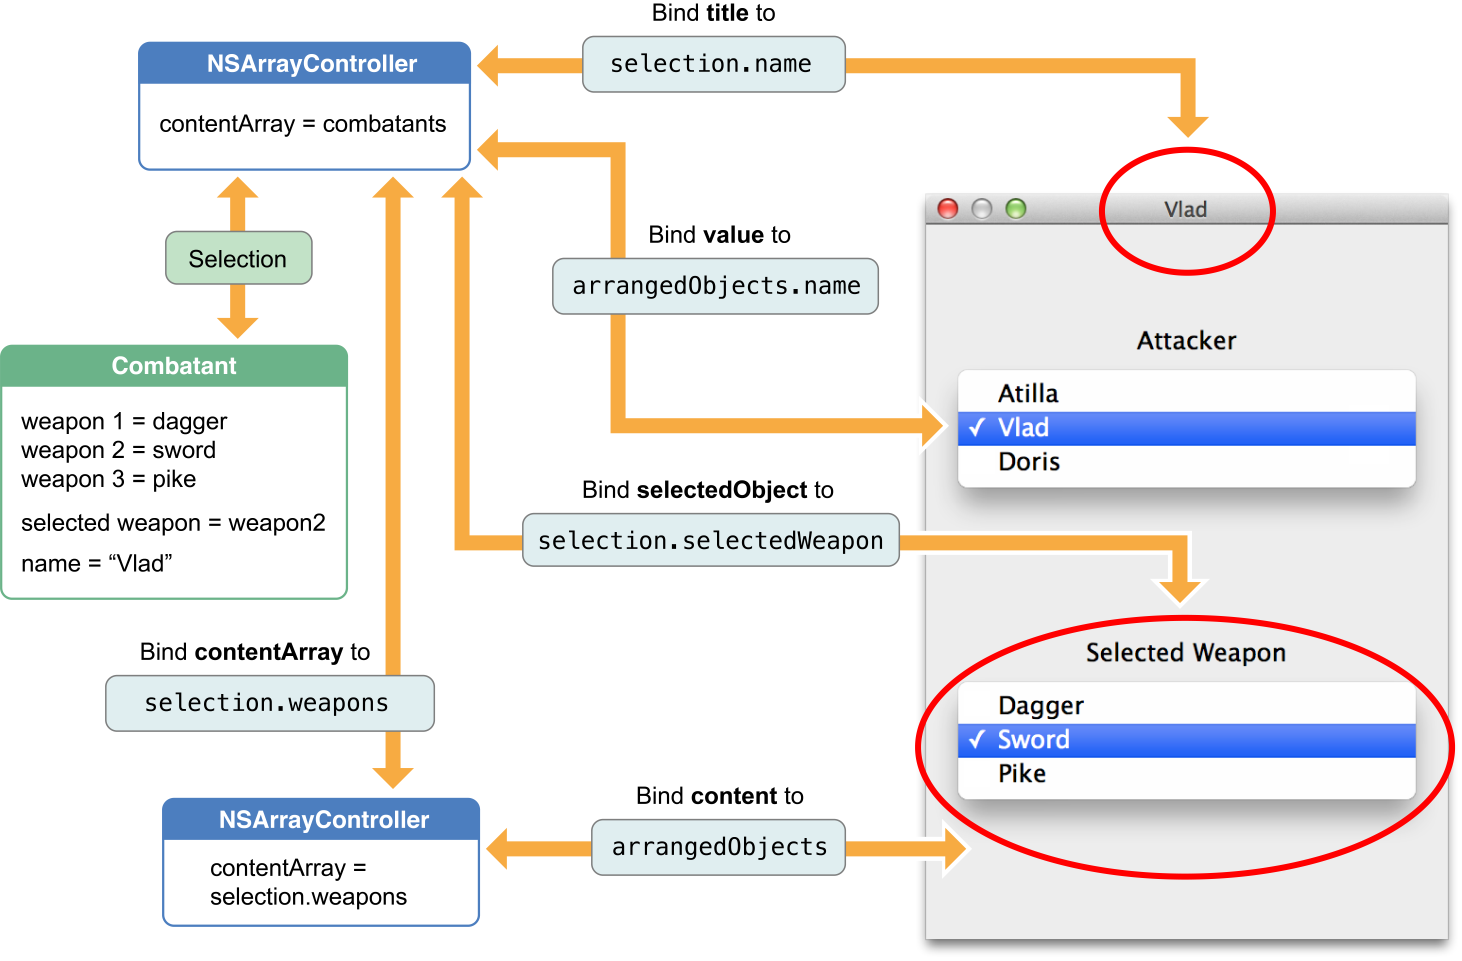 Bind title to
NSArrayController
selection.name
contentArray = combatants
Vlad
Bind value to
Selection
arrangedObjects.name
Attacker
Combatant
Atilla
✓ Vlad
Doris
weapon 1 = dagger
weapon 2 = sword
weapon 3 = pike
selected weapon = weapon2
name = “Vlad”
Bind selectedObject to
selection.selectedWeapon
Bind contentArray to
selection.weapons
Selected Weapon
Dagger
✓ Sword
Pike
NSArrayController
contentArray =
selection.weapons
Bind content to
arrangedObjects